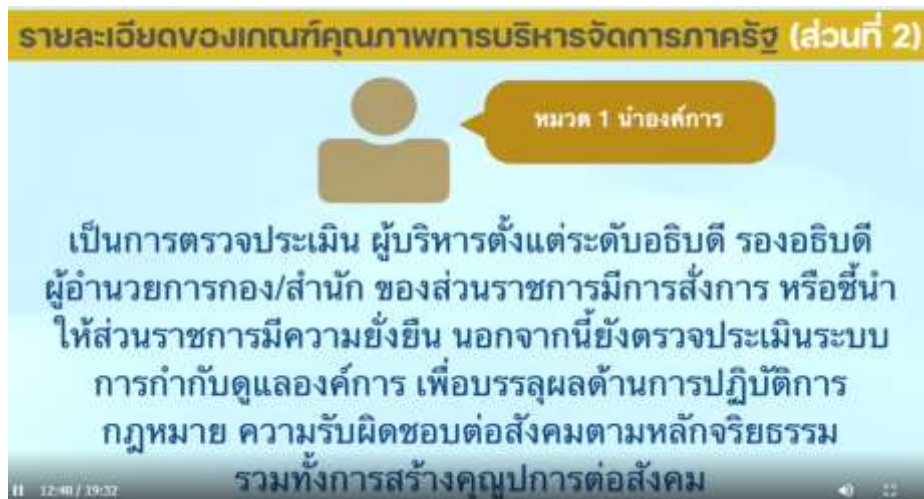 รายละเอียดของเกณฑ์คุณภาพการบริหารจัดการภาครัฐ (ส่วนที่ 2)
หมวด 1 นำองค์การ
เป็นการตรวจประเมิน ผู้บริหารตั้งแต่ระดับอธิบดี รองอธิบดี
ผู้อำนวยการกอง/สำนัก ของส่วนราชการมีการสั่งการ หรือชี้นำ
ให้ส่วนราชการมีความยั่งยืน นอกจากนี้ยังตรวจประเมินระบบ
การกำกับดูแลองค์การ เพื่อบรรลุผลด้านการปฏิบัติการ
กฎหมาย ความรับผิดชอบต่อสังคมตามหลักจริยธรรม
รวมทั้งการสร้างคุณูปการต่อสังคม
12:48 / 19:32